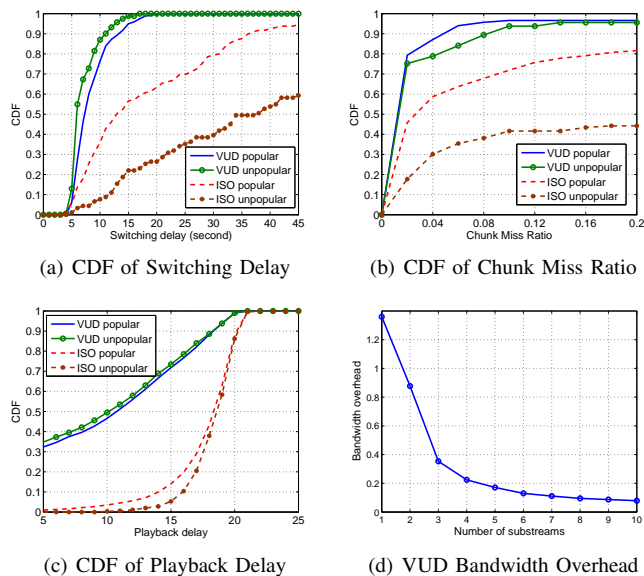 1
0.9
0.8
0.7
0.6
0.5
0.4
0.3
0.2
0.1
0
CDF
0 5 10 15 20 25 30 35 40 45
Switching delay (second)
VUD popular
VUD unpopular
ISO popular
ISO unpopular
(a) CDF of Switching Delay
1
0.9
0.8
0.7
0.6
0.5
0.4
0.3
0.2
0.1
0
CDF
0 0.04 0.08 0.12 0.16 0.2
Chunk Miss Ratio
VUD popular
VUD unpopular
ISO popular
ISO unpopular
(b) CDF of Chunk Miss Ratio
1
0.9
0.8
0.7
0.6
0.5
0.4
0.3
0.2
0.1
0
CDF
VUD popular
VUD unpopular
ISO popular
ISO unpopular
5 10 15 20 25
Playback delay
(c) CDF of Playback Delay
1.2
1
0.8
0.6
0.4
0.2
0
Bandwidth overhead
1 2 3 4 5 6 7 8 9 10
Number of substreams
(d) VUD Bandwidth Overhead